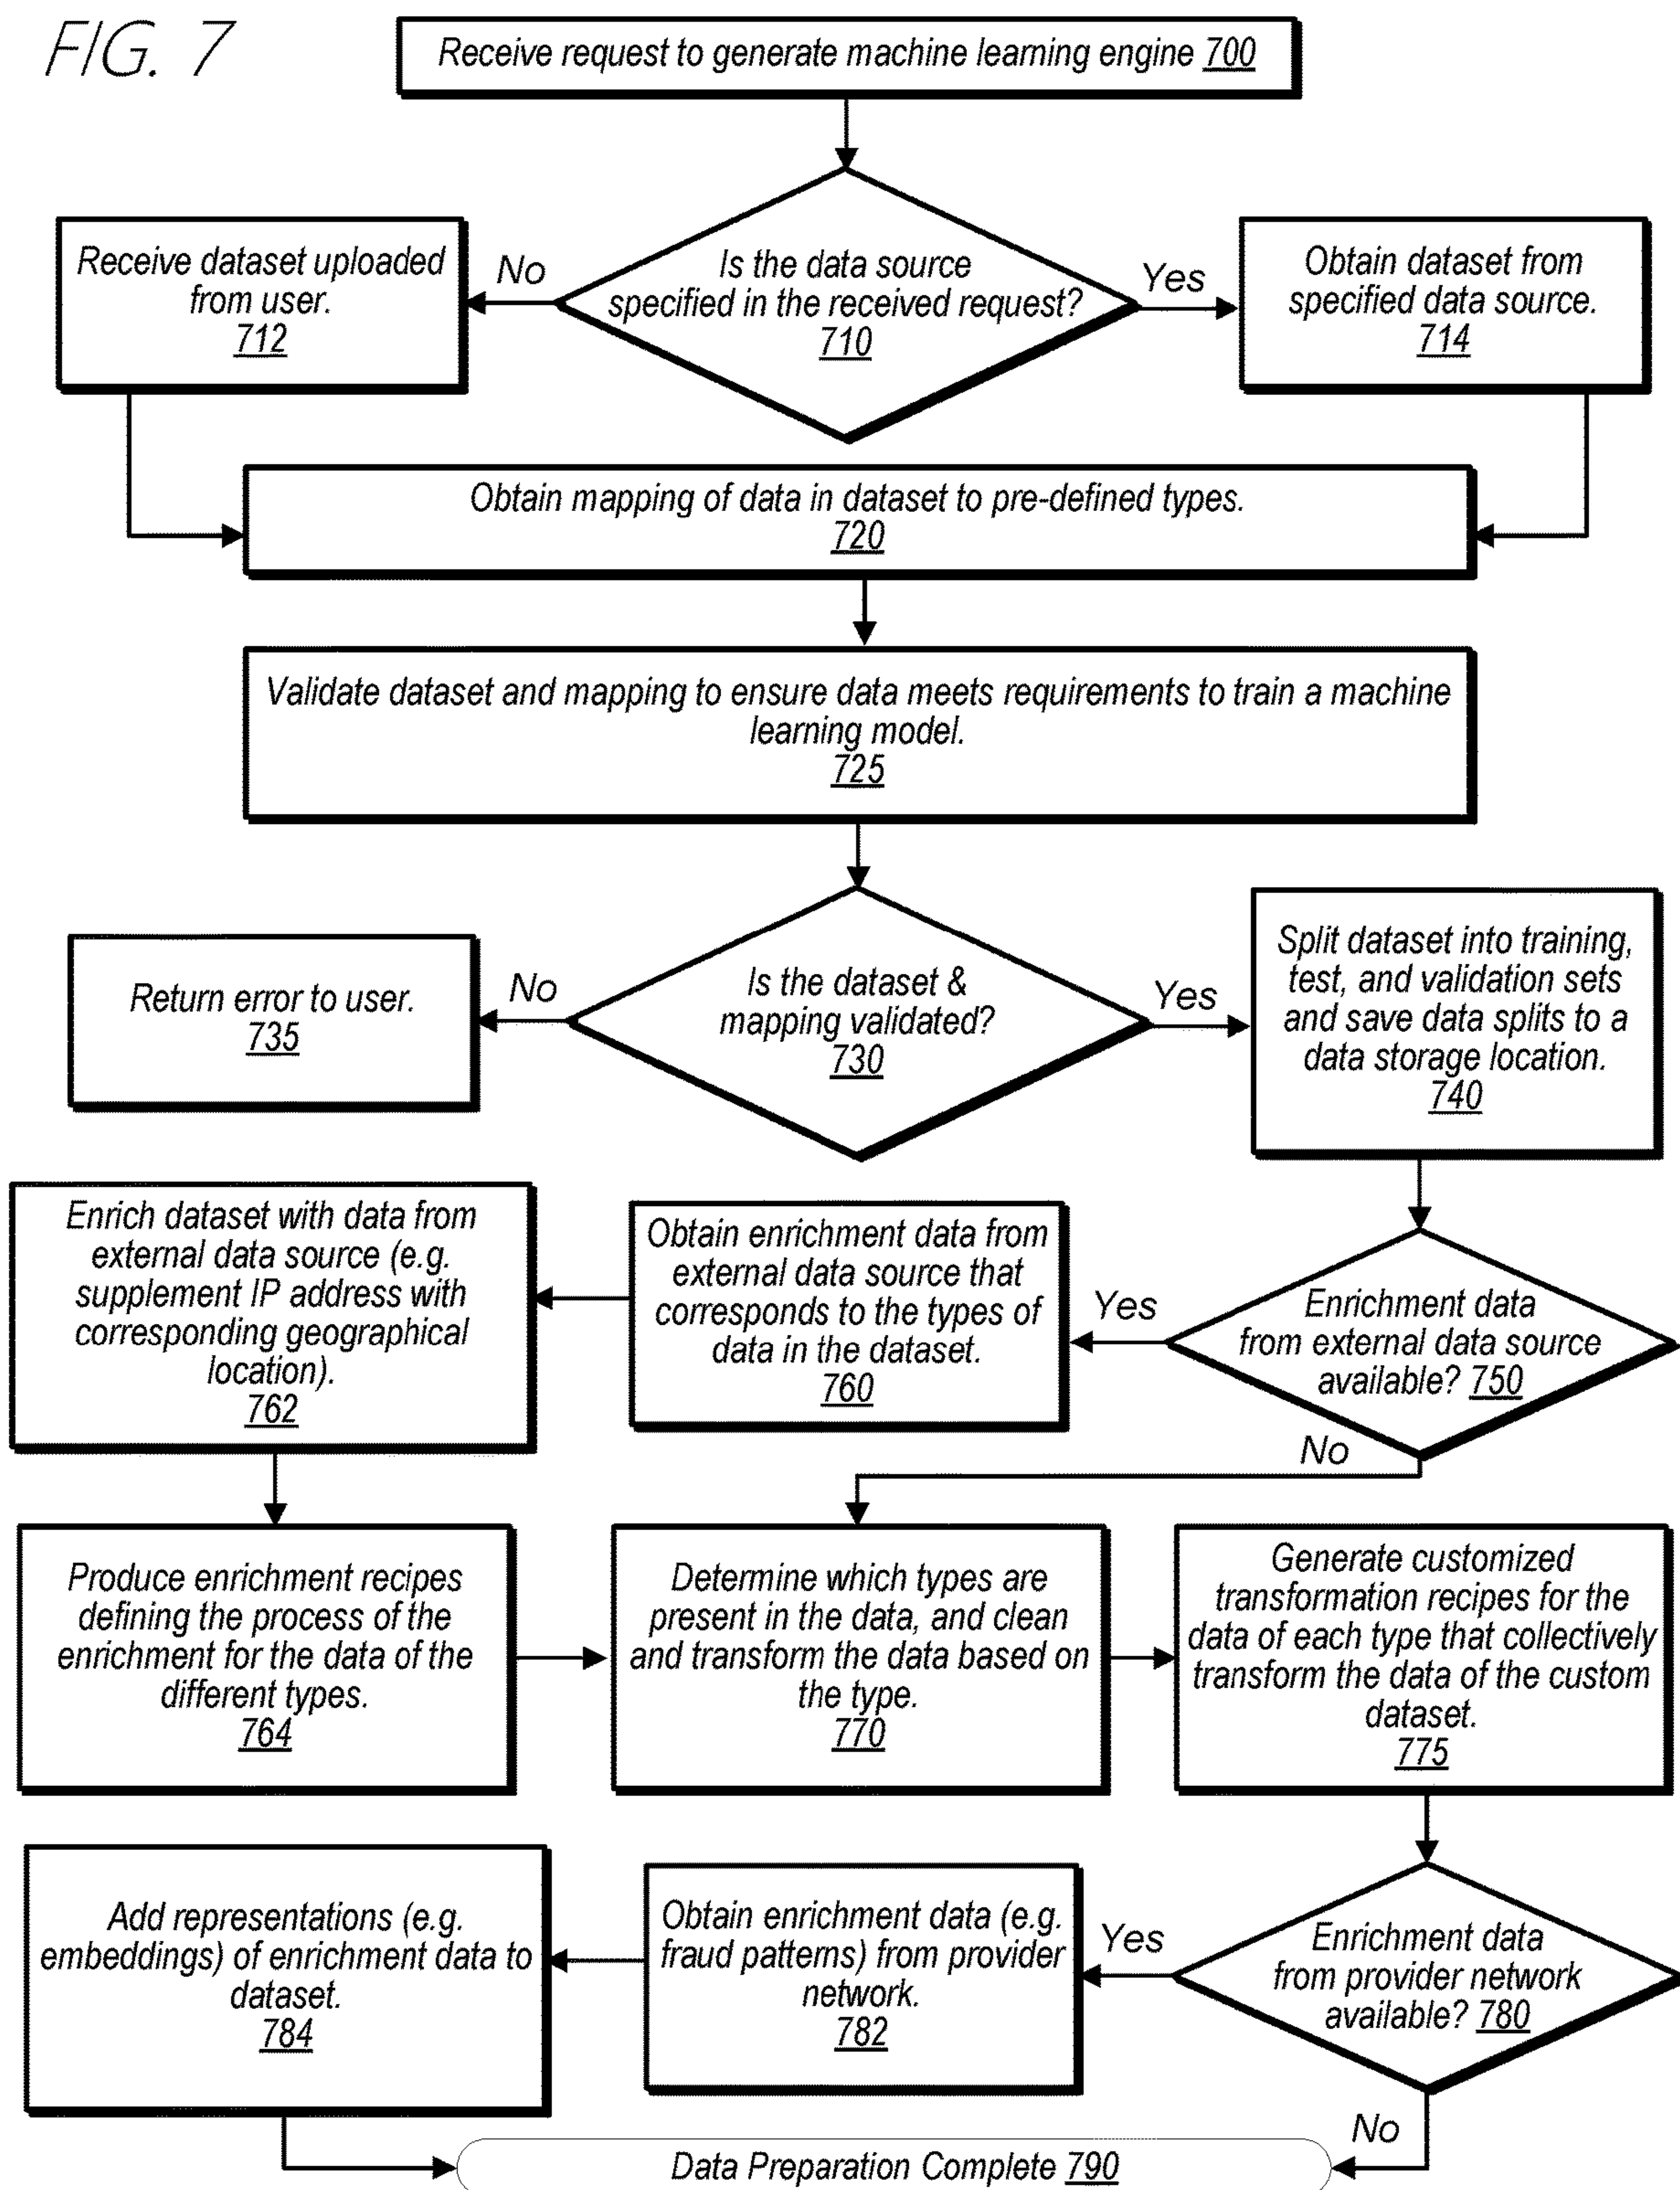 FIG. 7
Receive request to generate machine learning engine 700
Receive dataset uploaded
from user.
712
No
Is the data source
specified in the received request?
710
Yes
Obtain dataset from
specified data source.
714
Obtain mapping of data in dataset to pre-defined types.
720
Validate dataset and mapping to ensure data meets requirements to train a machine
learning model.
725
Return error to user.
735
No
Is the dataset &
mapping validated?
730
Yes
Split dataset into training,
test, and validation sets
and save data splits to a
data storage location.
740
Enrich dataset with data from
external data source (e.g.
supplement IP address with
corresponding geographical
location).
762
Obtain enrichment data from
external data source that
corresponds to the types of
data in the dataset.
760
Yes
Enrichment data
from external data source
available? 750
No
Produce enrichment recipes
defining the process of the
enrichment for the data of the
different types.
764
Determine which types are
present in the data, and clean
and transform the data based on
the type.
770
Generate customized
transformation recipes for the
data of each type that collectively
transform the data of the custom
dataset.
775
Add representations (e.g.
embeddings) of enrichment data to
dataset.
784
Obtain enrichment data (e.g.
fraud patterns) from provider
network.
782
Yes
Enrichment data
from provider network
available? 780
No
Data Preparation Complete 790